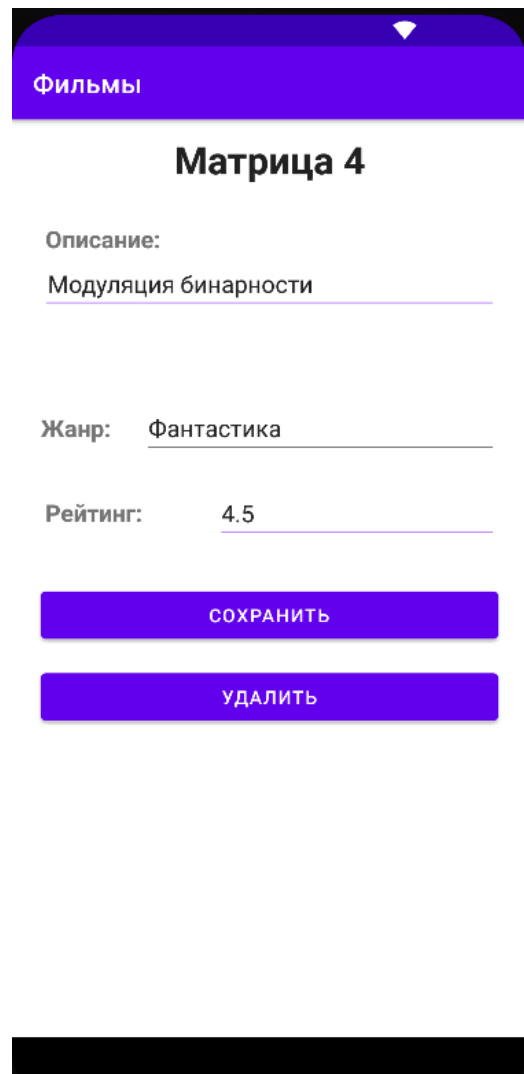 Фильмы
Матрица 4
Описание:
Модуляция бинарности
Жанр: Фантастика
Рейтинг: 4.5
СОХРАНИТЬ
УДАЛИТЬ